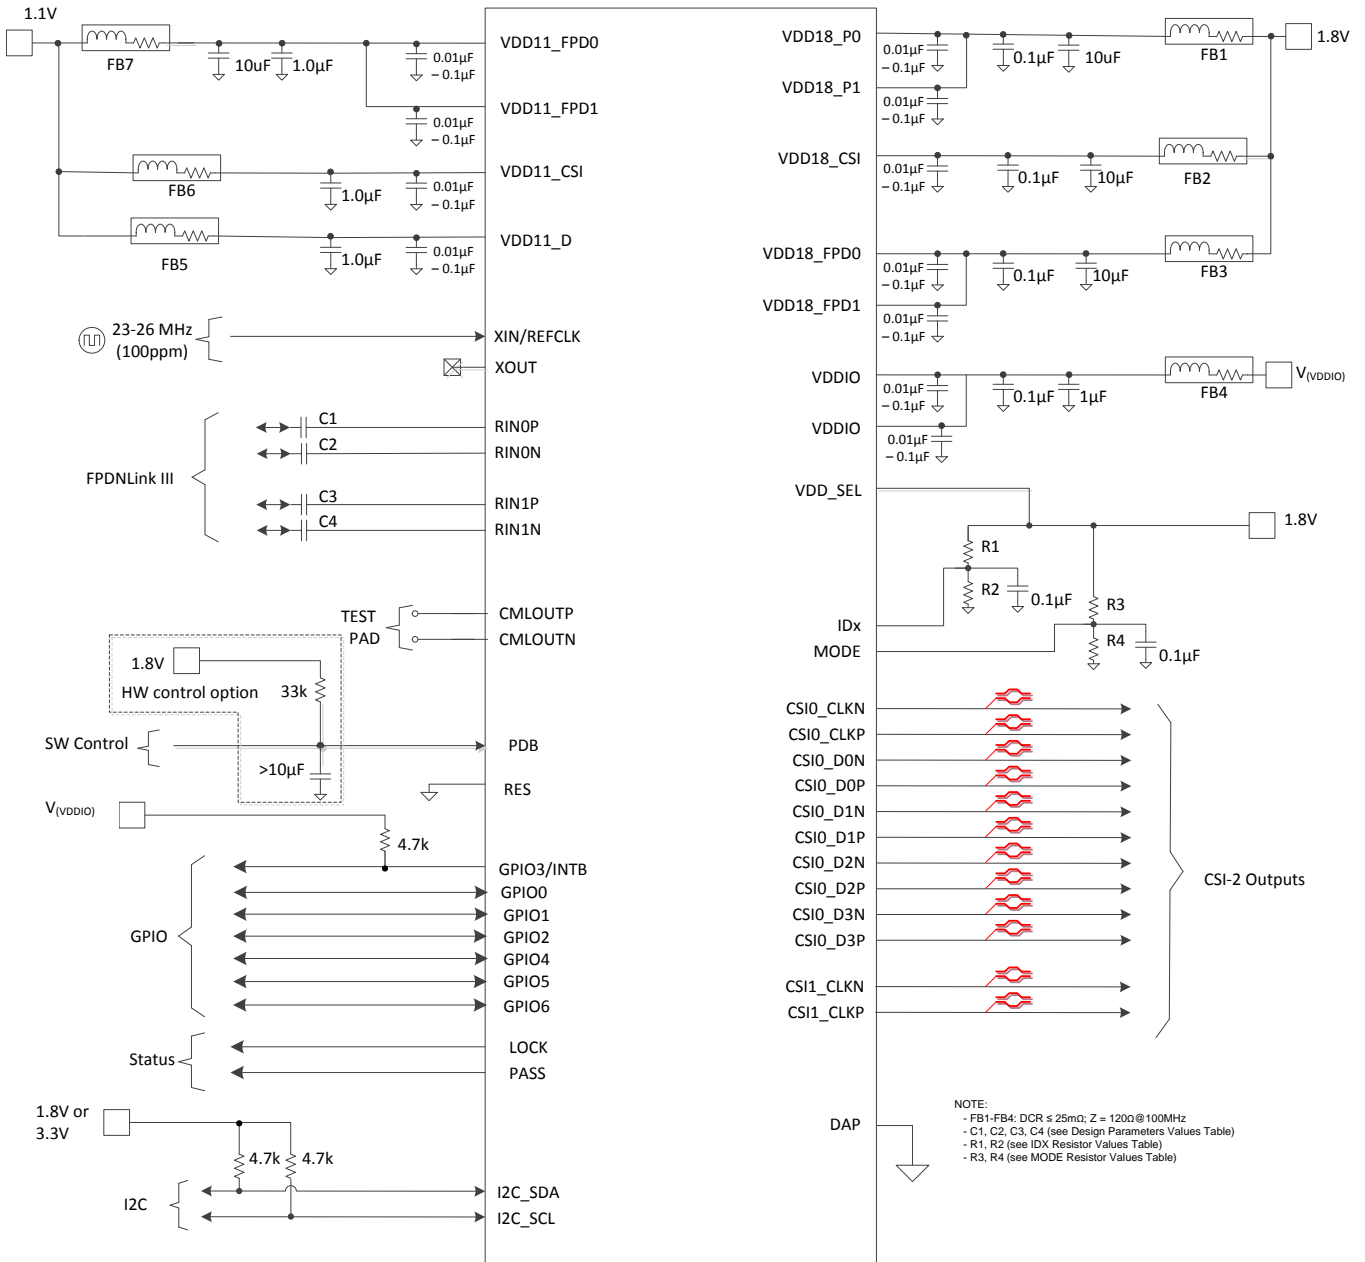 1.1V
FB7
10uF
1.0µF
0.01µF
– 0.1µF
VDD11_FPD0
0.01µF
– 0.1µF
VDD11_FPD1
FB6
1.0µF
0.01µF
– 0.1µF
VDD11_CSI
FB5
1.0µF
0.01µF
– 0.1µF
VDD11_D
23-26 MHz
(100ppm)
XIN/REFCLK
XOUT
FPDNLink III
C1
RIN0P
C2
RIN0N
C3
RIN1P
C4
RIN1N
TEST
PAD
CMLOUTP
CMLOUTN
1.8V
HW control option
33k
SW Control
>10µF
PDB
RES
V(VDDIO)
4.7k
GPIO
GPIO3/INTB
GPIO0
GPIO1
GPIO2
GPIO4
GPIO5
GPIO6
Status
LOCK
PASS
1.8V or
3.3V
4.7k
4.7k
I2C
I2C_SDA
I2C_SCL
VDD18_P0
0.01µF
– 0.1µF
0.1µF
10uF
FB1
1.8V
VDD18_P1
0.01µF
– 0.1µF
VDD18_CSI
0.01µF
– 0.1µF
0.1µF
10µF
FB2
VDD18_FPD0
0.01µF
– 0.1µF
0.1µF
10µF
FB3
VDD18_FPD1
0.01µF
– 0.1µF
VDDIO
0.01µF
– 0.1µF
0.1µF
1µF
FB4
V(VDDIO)
VDDIO
0.01µF
– 0.1µF
VDD_SEL
1.8V
R1
R2
0.1µF
R3
R4
0.1µF
IDx
MODE
CSI0_CLKN
CSI0_CLKP
CSI0_D0N
CSI0_D0P
CSI0_D1N
CSI0_D1P
CSI0_D2N
CSI0_D2P
CSI0_D3N
CSI0_D3P
CSI1_CLKN
CSI1_CLKP
CSI-2 Outputs
DAP
NOTE:
- FB1-FB4: DCR ≤ 25mΩ; Z = 120Ω@100MHz
- C1, C2, C3, C4 (see Design Parameters Values Table)
- R1, R2 (see IDX Resistor Values Table)
- R3, R4 (see MODE Resistor Values Table)